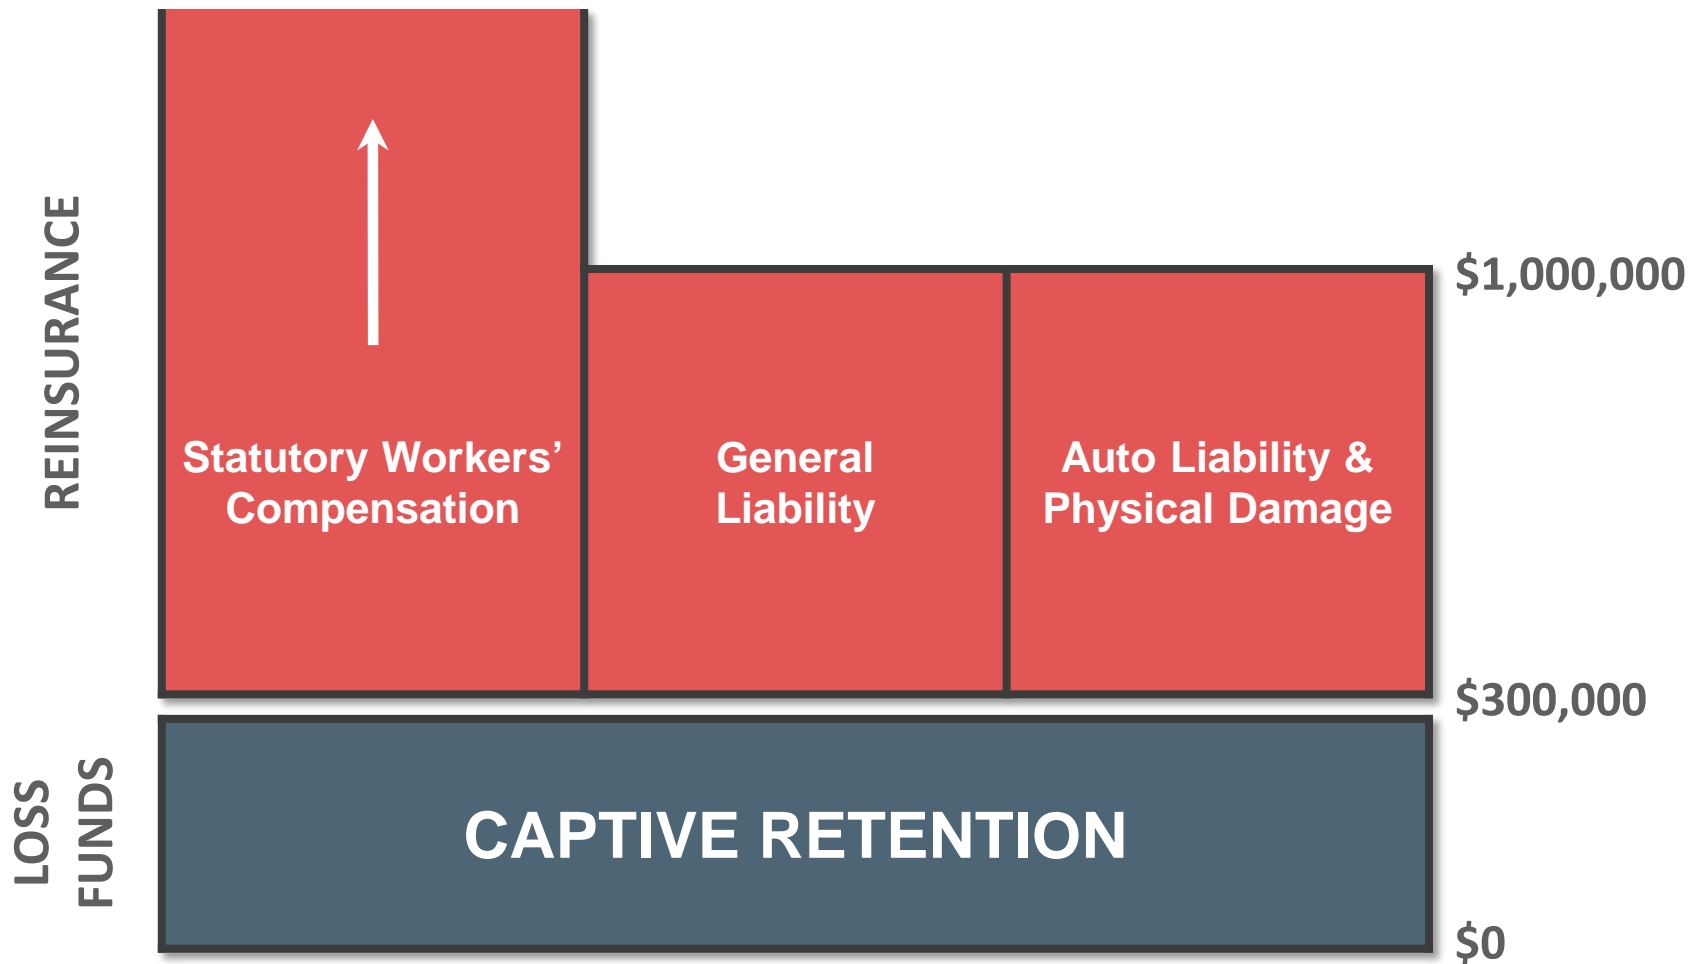 REINSURANCE
Statutory Workers’
Compensation
General
Liability
Auto Liability &
Physical Damage
$1,000,000
$300,000
LOSS
FUNDS
CAPTIVE RETENTION
$0